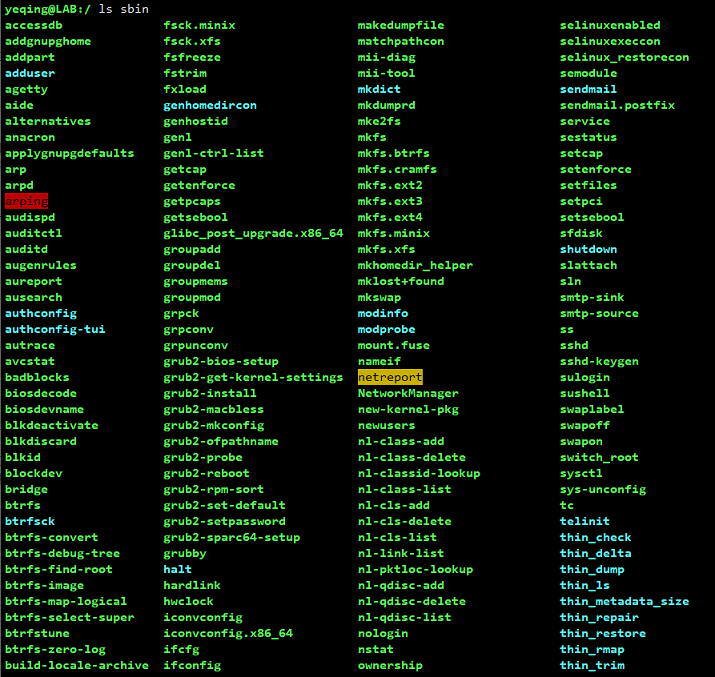 yeqing@LAB:/ ls sbin
accessdb fsck.minix makedumpfile selinuxenabled
addgnupghome fsck.xfs matchpathcon selinuxexeccon
addpart fsfreeze mii-diag selinux_restorecon
adduser fstrim mii-tool semodule
agetty fxload mkdict sendmail
aide genhomedircon mkdumprd sendmail.postfix
alternatives genhostid mke2fs service
anacron genl mkfs sestatus
applygnupgdefaults genl-ctrl-list mkfs.btrfs setcap
arp getcap mkfs.cramfs setenforce
arpd getenforce mkfs.ext2 setfiles
arping getpcaps mkfs.ext3 setpci
audispd getsebool mkfs.ext4 setsebool
auditctl glibc_post_upgrade.x86_64 mkfs.minix sfdisk
auditd groupadd mkfs.xfs shutdown
augenrules groupdel mkhomedir_helper slattach
aureport groupmems mklost+found sln
ausearch groupmod mkswap smtp-sink
authconfig grpck modinfo smtp-source
authconfig-tui grpconv modprobe ss
autrace grpunconv mount.fuse sshd
avcstat grub2-bios-setup nameif sshd-keygen
badblocks grub2-get-kernel-settings netreport sulogin
biosdecode grub2-install NetworkManager sushell
biosdevname grub2-macbless new-kernel-pkg swaplabel
blkdeactivate grub2-mkconfig newusers swapoff
blkdiscard grub2-ofpathname nl-class-add swapon
blkid grub2-probe nl-class-delete switch_root
blockdev grub2-reboot nl-classid-lookup sysctl
bridge grub2-rpm-sort nl-class-list sys-unconfig
btrfs grub2-set-default nl-cls-add tc
btrfsck grub2-setpassword nl-cls-delete telinit
btrfs-convert grub2-sparc64-setup nl-cls-list thin_check
btrfs-debug-tree grubby nl-link-list thin_delta
btrfs-find-root halt nl-pktloc-lookup thin_dump
btrfs-image hardlink nl-qdisc-add thin_ls
btrfs-map-logical hwclock nl-qdisc-delete thin_metadata_size
btrfs-select-super iconvconfig nl-qdisc-list thin_repair
btrfstune iconvconfig.x86_64 nologin thin_restore
btrfs-zero-log ifcfg nstat thin_rmap
build-locale-archive ifconfig ownership thin_trim